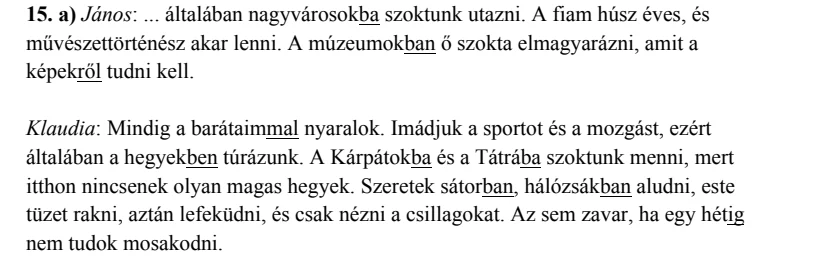 15. a) János: ... általában nagyvárosokba szoktunk utazni. A fiam húsz éves, és
művészettörténész akar lenni. A múzeumokban ő szokta elmagyarázni, amit a
képekről tudni kell.
Klaudia: Mindig a barátaimmal nyaralok. Imádjuk a sportot és a mozgást, ezért
általában a hegyekben túrázunk. A Kárpátokba és a Tátrába szoktunk menni, mert
itthon nincsenek olyan magas hegyek. Szeretek sátorban, hálózsákban aludni, este
tüzet rakni, aztán lefeküdni, és csak nézni a csillagokat. Az sem zavar, ha egy hétig
nem tudok mosakodni.